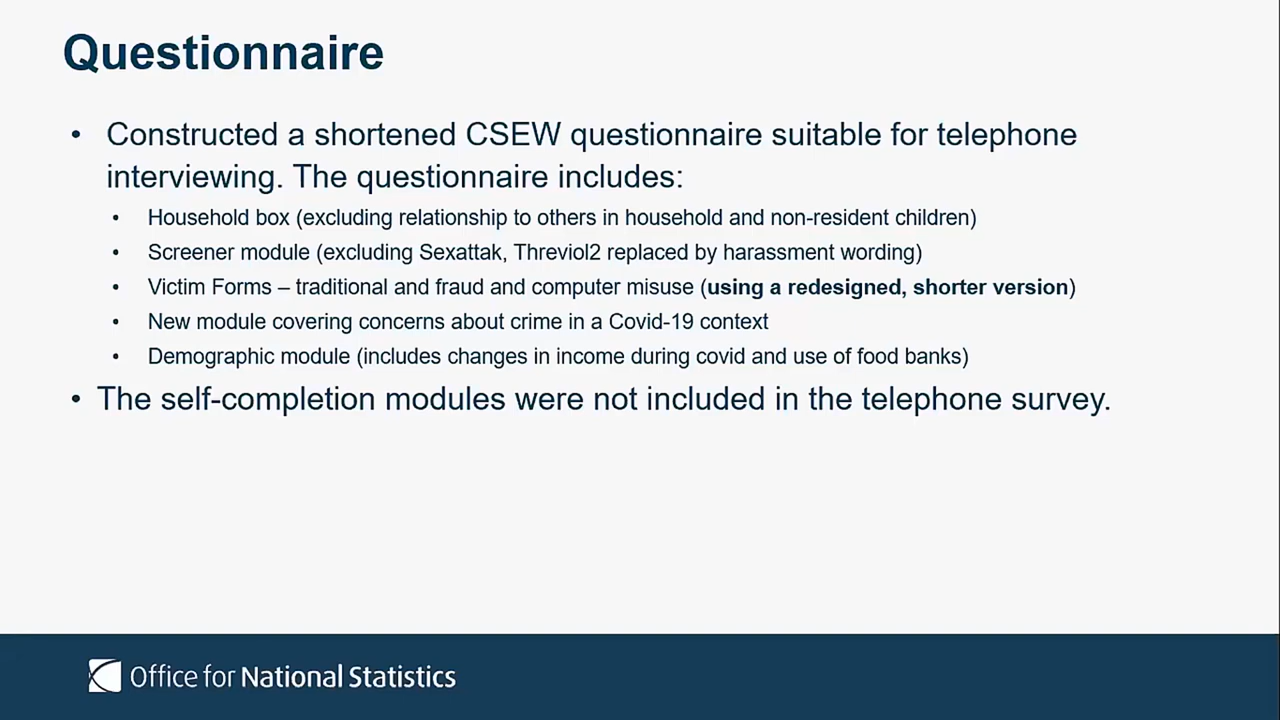 Questionnaire
• Constructed a shortened CSEW questionnaire suitable for telephone
interviewing. The questionnaire includes:
• Household box (excluding relationship to others in household and non-resident children)
• Screener module (excluding Sexattak, Threviol2 replaced by harassment wording)
• Victim Forms – traditional and fraud and computer misuse (using a redesigned, shorter version)
• New module covering concerns about crime in a Covid-19 context
• Demographic module (includes changes in income during covid and use of food banks)
• The self-completion modules were not included in the telephone survey.
Office for National Statistics